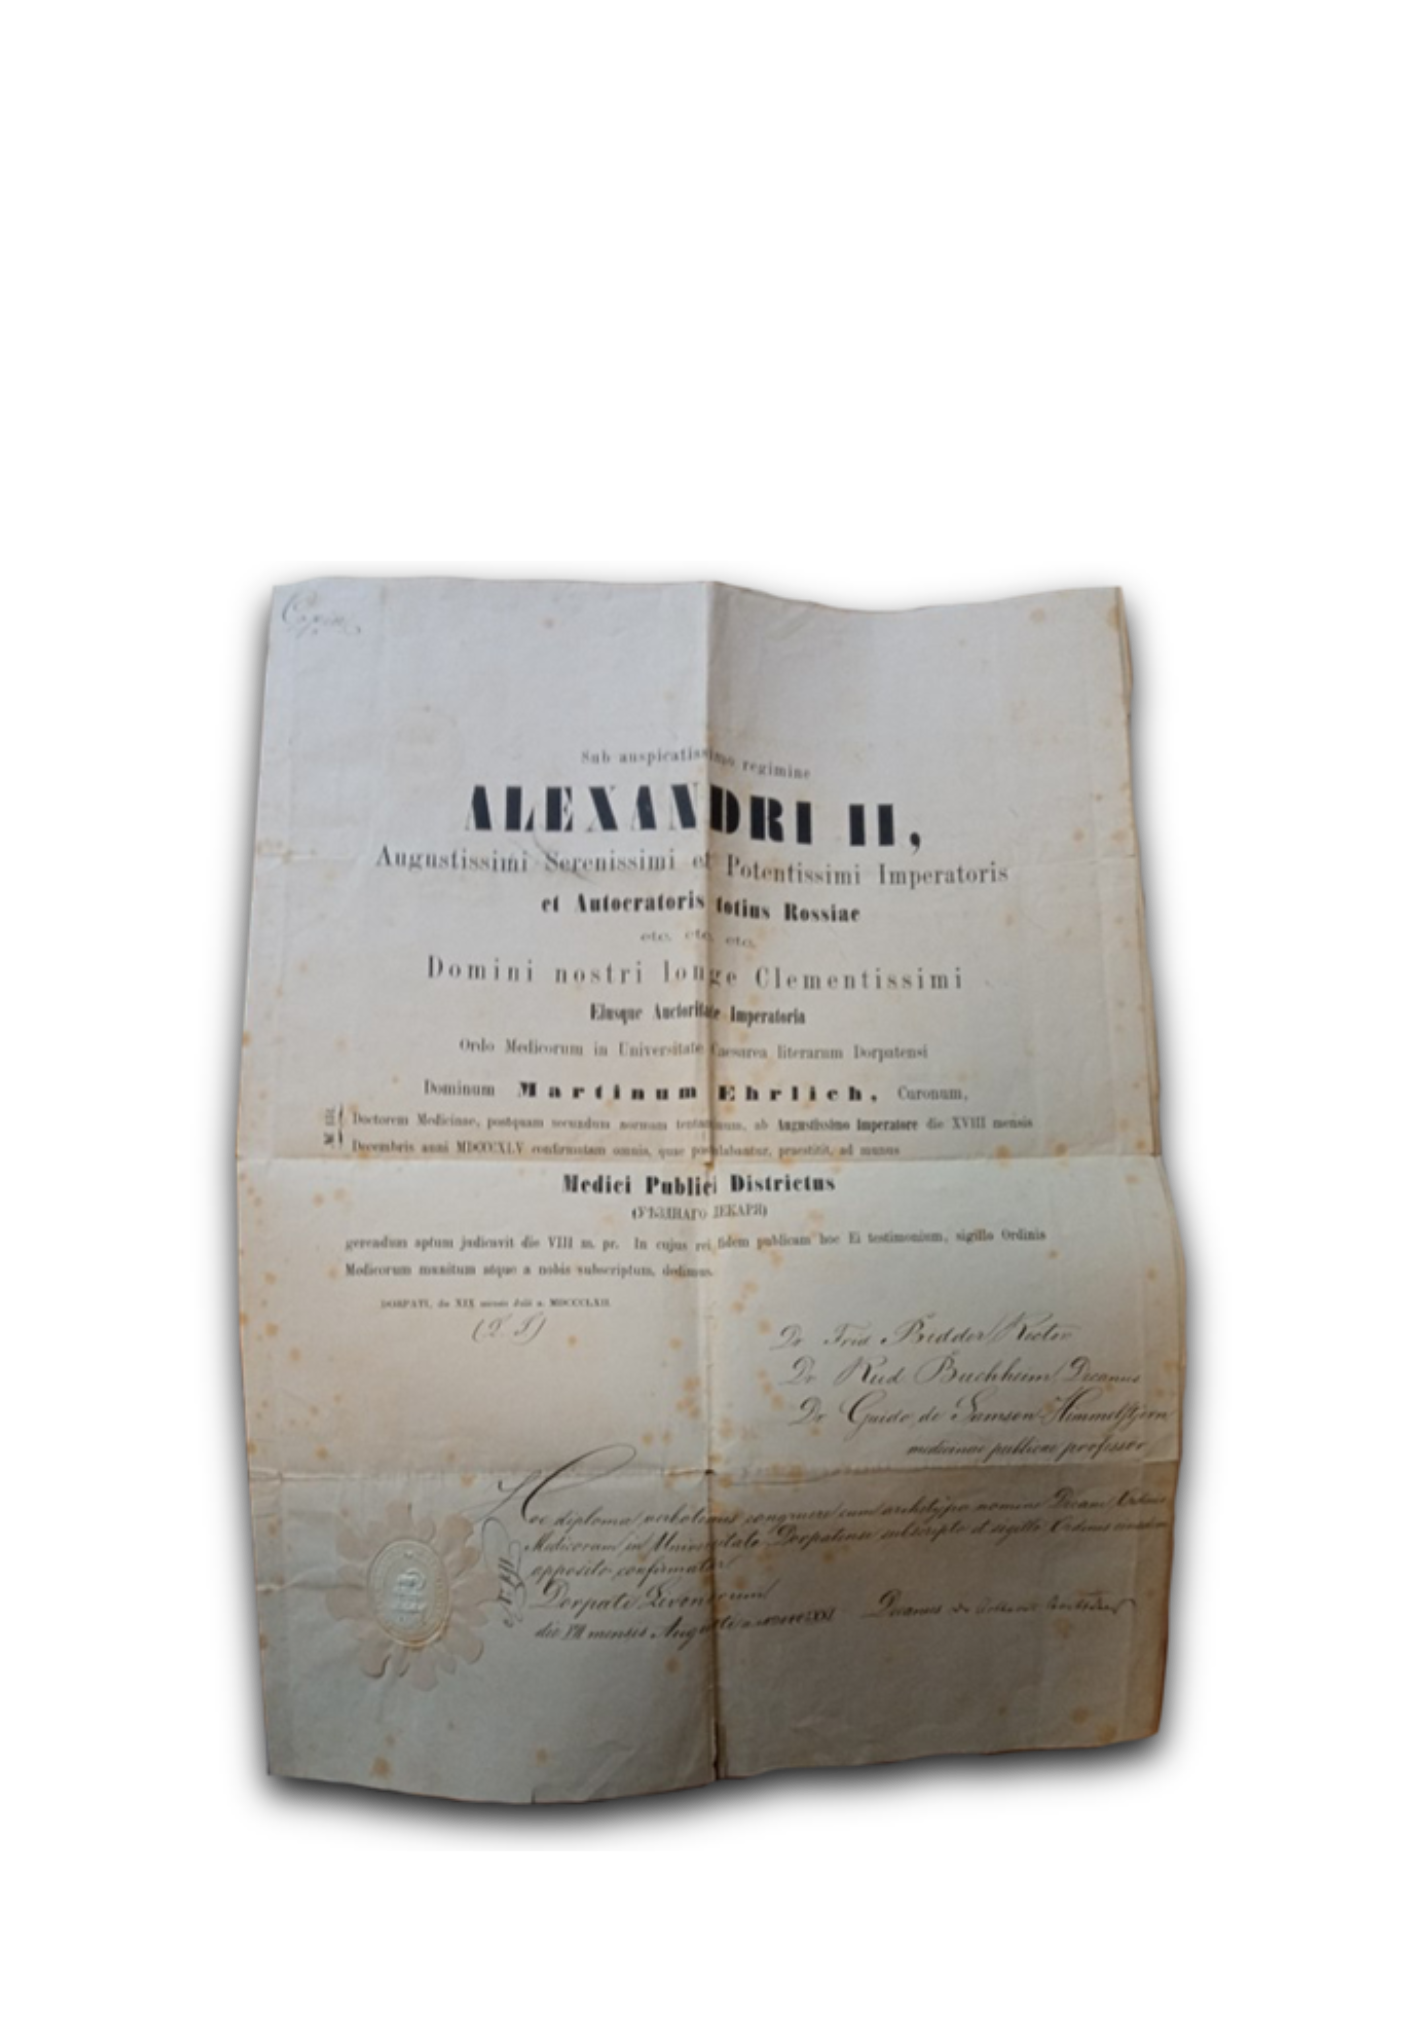 Copia
Sub auspicatissimo regimine
ALEXANDRI II,
Augustissimi Serenissimi et Potentissimi Imperatoris
et Autocratoris totius Rossiae
etc. etc. etc.
Domini nostri longe Clementissimi
Eiusque Auctoritate Imperatoria
Ordo Medicorum in Universitate Caesarea literarum Dorpatensi
Dominum Martinum Ehrlich, Curonum,
Doctorem Medicinae, postquam secundum normam tentaminum, ab Augustissimo Imperatore die XVIII mensis
Decembris anni MDCCCXLV confirmatam omnia, quae postulabantur, praestitit, ad munus
Medici Publici Districtus
(УѢЗДНАГО ЛЕКАРЯ)
gerendum aptum judicavit die VIII m. pr. In cujus rei fidem publicam hoc Ei testimonium, sigillo Ordinis
Medicorum munitum atque a nobis subscriptum, dedimus.
DORPATI, die XIX mensis Julii a. MDCCCLXII.
(L. S.)
Dr Frid Bidder Rector
Dr Rud Buchheim Decanus
Dr Guido de Samson-Himmelstjern
medicinae publicae professor
Hoc diploma verbotenus congruere cum archetypo nomine Decani Ordinis
Medicorum in Universitate Dorpatensi subscripto et sigillo Ordinis eiusdem
apposito confirmatur
Dorpati Livonorum
die XII mensis Augusti a. MDCCCLXXI Decanus Dr